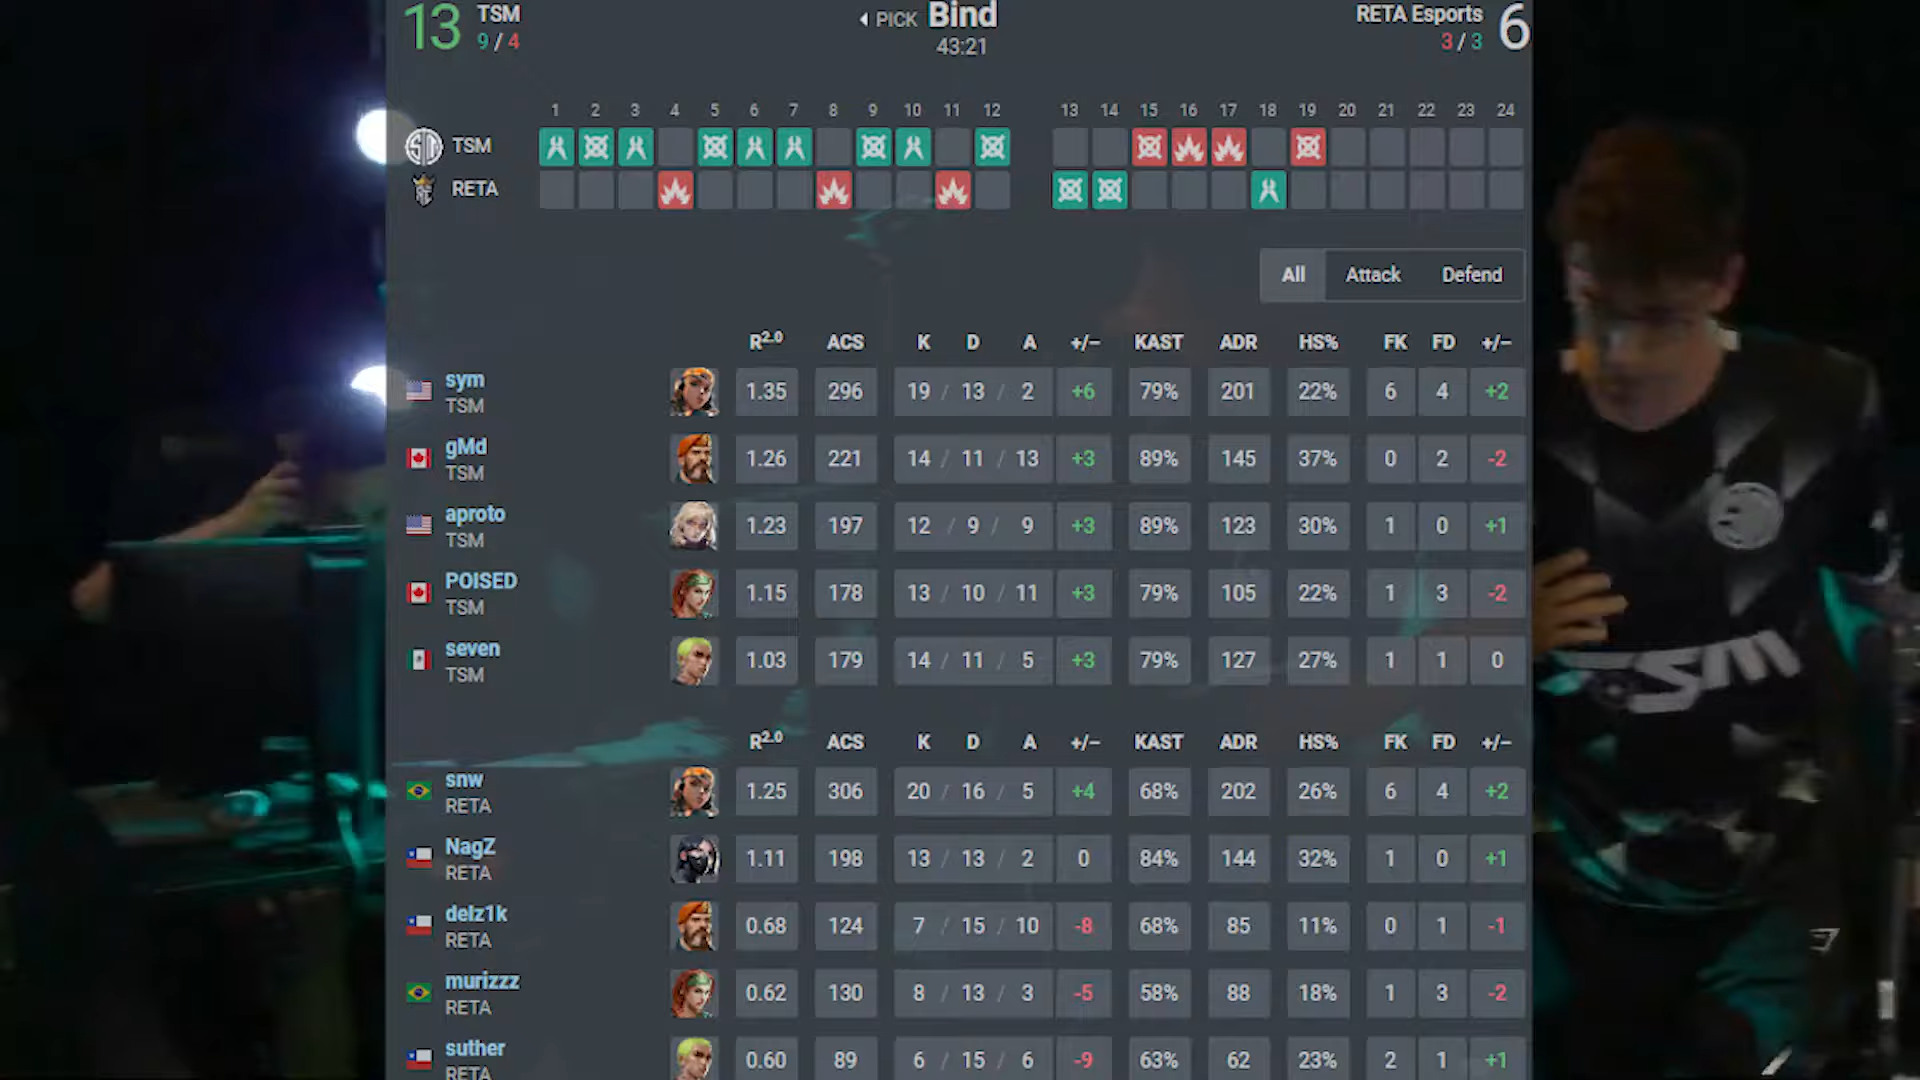 13 TSM PICK Bind RETA Esports 6
9 / 4 43:21 3 / 3
1 2 3 4 5 6 7 8 9 10 11 12 13 14 15 16 17 18 19 20 21 22 23 24
TSM
RETA
All Attack Defend
R2.0 ACS K D A +/– KAST ADR HS% FK FD +/–
sym TSM 1.35 296 19 / 13 / 2 +6 79% 201 22% 6 4 +2
gMd TSM 1.26 221 14 / 11 / 13 +3 89% 145 37% 0 2 -2
aproto TSM 1.23 197 12 / 9 / 9 +3 89% 123 30% 1 0 +1
POISED TSM 1.15 178 13 / 10 / 11 +3 79% 105 22% 1 3 -2
seven TSM 1.03 179 14 / 11 / 5 +3 79% 127 27% 1 1 0
R2.0 ACS K D A +/– KAST ADR HS% FK FD +/–
snw RETA 1.25 306 20 / 16 / 5 +4 68% 202 26% 6 4 +2
NagZ RETA 1.11 198 13 / 13 / 2 0 84% 144 32% 1 0 +1
delz1k RETA 0.68 124 7 / 15 / 10 -8 68% 85 11% 0 1 -1
murizzz RETA 0.62 130 8 / 13 / 3 -5 58% 88 18% 1 3 -2
suther RETA 0.60 89 6 / 15 / 6 -9 63% 62 23% 2 1 +1
TSM